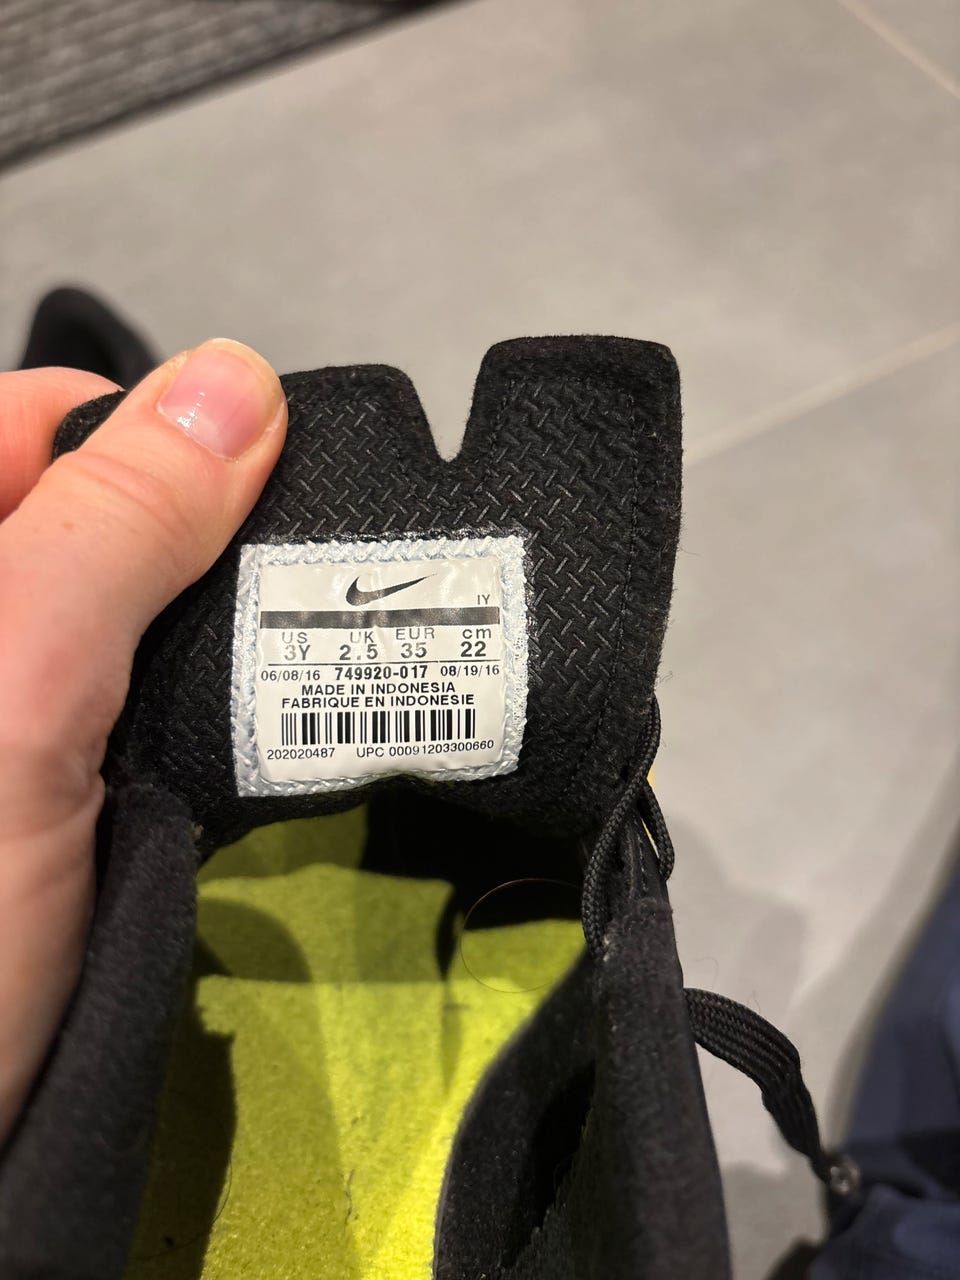 IY
US UK EUR cm
3Y 2.5 35 22
06/08/16 749920-017 08/19/16
MADE IN INDONESIA
FABRIQUE EN INDONESIE
202020487 UPC 00091203300660